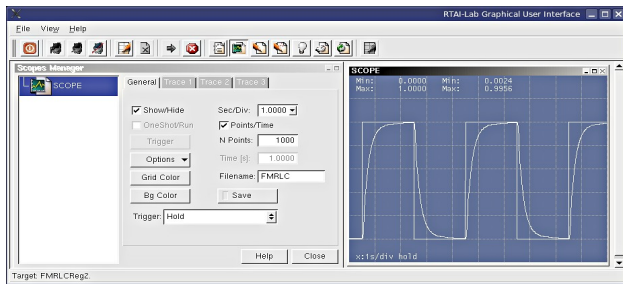 RTAI-Lab Graphical User Interface
File View Help
Scopes Manager
SCOPE
General Trace 1 Trace 2 Trace 3
Show/Hide Sec/Div: 1.0000
OneShot/Run Points/Time
Trigger N Points: 1000
Options Time [s]: 1.0000
Grid Color Filename: FMRLC
Bg Color Save
Trigger: Hold
Help Close
SCOPE
Min: 0.0000 Min: 0.0024
Max: 1.0000 Max: 0.9956
x:1s/div hold
Target: FMRLCReg2.